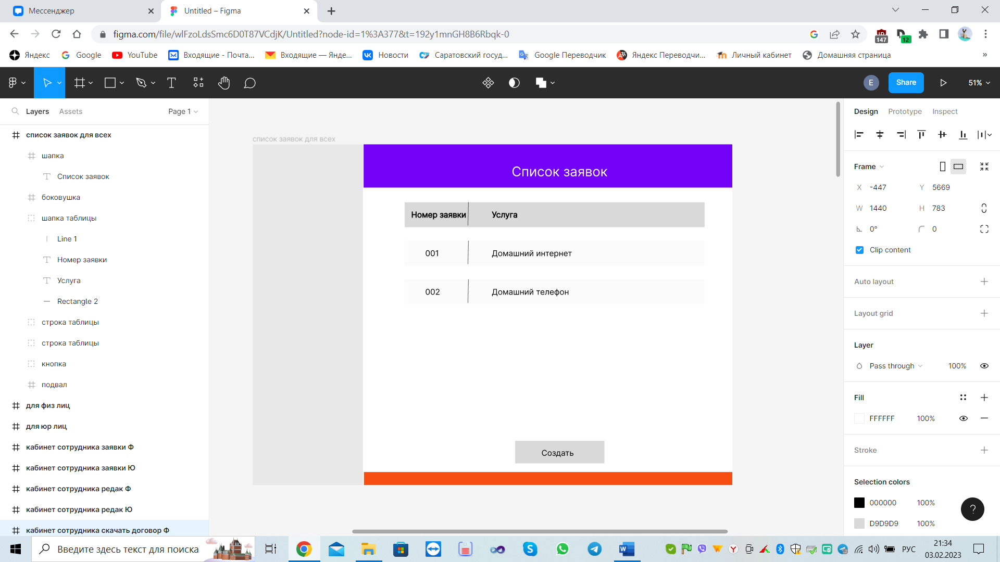 Мессенджер
Untitled – Figma
figma.com/file/wlFzoLdsSmc6D0T87VCdjK/Untitled?node-id=1%3A377&t=192y1mnGH8B6Rbqk-0
147
12
Яндекс
Google
YouTube
Входящие - Почта...
Входящие — Янде...
Новости
Саратовский госуд...
Google Переводчик
Яндекс Переводчи...
Личный кабинет
Домашняя страница
»
E
Share
51%
Layers
Assets
Page 1
список заявок для всех
шапка
Список заявок
боковушка
шапка таблицы
Line 1
Номер заявки
Услуга
Rectangle 2
строка таблицы
строка таблицы
кнопка
подвал
для физ лиц
для юр лиц
кабинет сотрудника заявки Ф
кабинет сотрудника заявки Ю
кабинет сотрудника редак Ф
кабинет сотрудника редак Ю
кабинет сотрудника скачать договор Ф
список заявок для всех
Список заявок
Номер заявки Услуга
001 Домашний интернет
002 Домашний телефон
Создать
Design Prototype Inspect
Frame
X -447 Y 5669
W 1440 H 783
0° 0
Clip content
Auto layout
Layout grid
Layer
Pass through 100%
Fill
FFFFFF 100%
Stroke
Selection colors
000000 100%
D9D9D9 100%
?
Введите здесь текст для поиска
РУС
21:34
03.02.2023